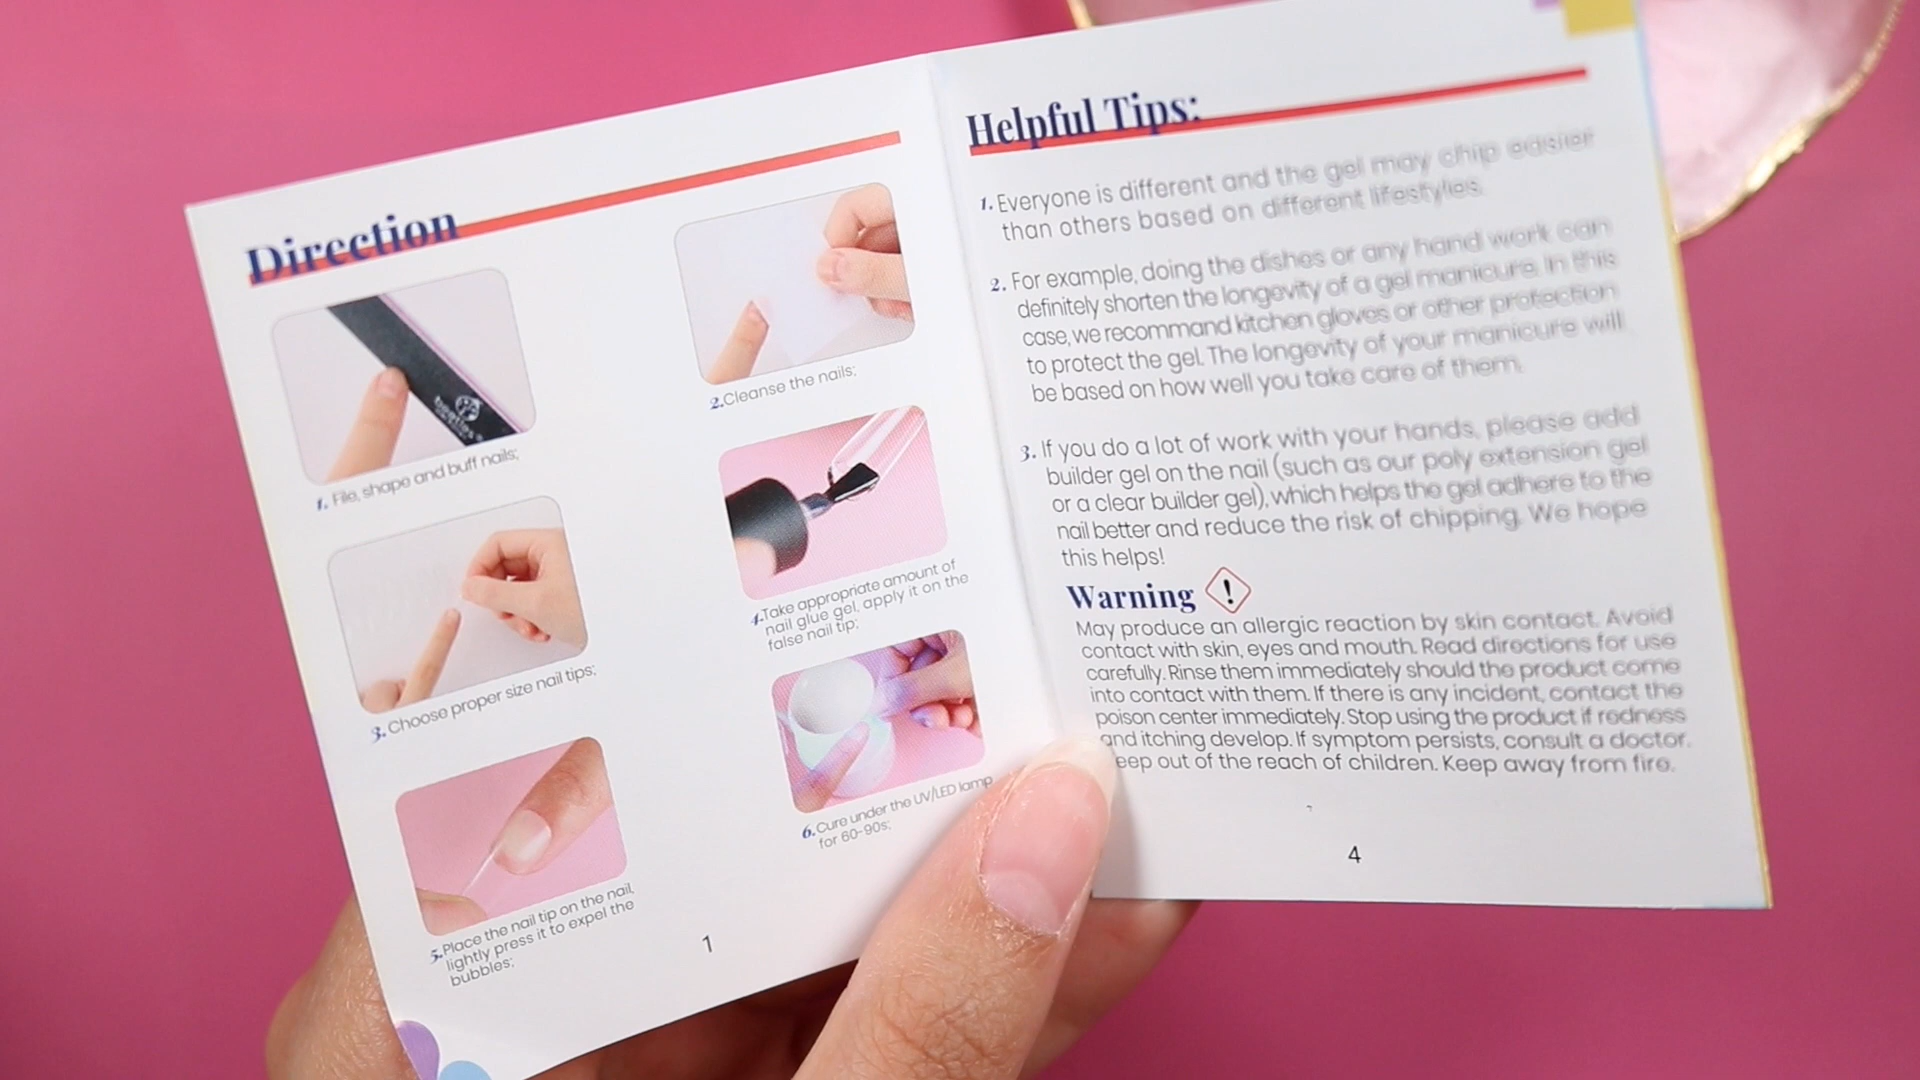 Direction
beetles
1. File, shape and buff nails;
2.Cleanse the nails;
3.Choose proper size nail tips;
4.Take appropriate amount of
nail glue gel, apply it on the
false nail tip;
5.Place the nail tip on the nail,
lightly press it to expel the
bubbles;
6.Cure under the UV/LED lamp
for 60-90s;
1
Helpful Tips:
1. Everyone is different and the gel may chip easier
than others based on different lifestyles.
2. For example, doing the dishes or any hand work can
definitely shorten the longevity of a gel manicure. In this
case, we recommand kitchen gloves or other protection
to protect the gel. The longevity of your manicure will
be based on how well you take care of them.
3. If you do a lot of work with your hands, please add
builder gel on the nail (such as our poly extension gel
or a clear builder gel), which helps the gel adhere to the
nail better and reduce the risk of chipping. We hope
this helps!
Warning !
May produce an allergic reaction by skin contact. Avoid
contact with skin, eyes and mouth. Read directions for use
carefully. Rinse them immediately should the product come
into contact with them. If there is any incident, contact the
poison center immediately. Stop using the product if redness
and itching develop. If symptom persists, consult a doctor.
eep out of the reach of children. Keep away from fire.
4